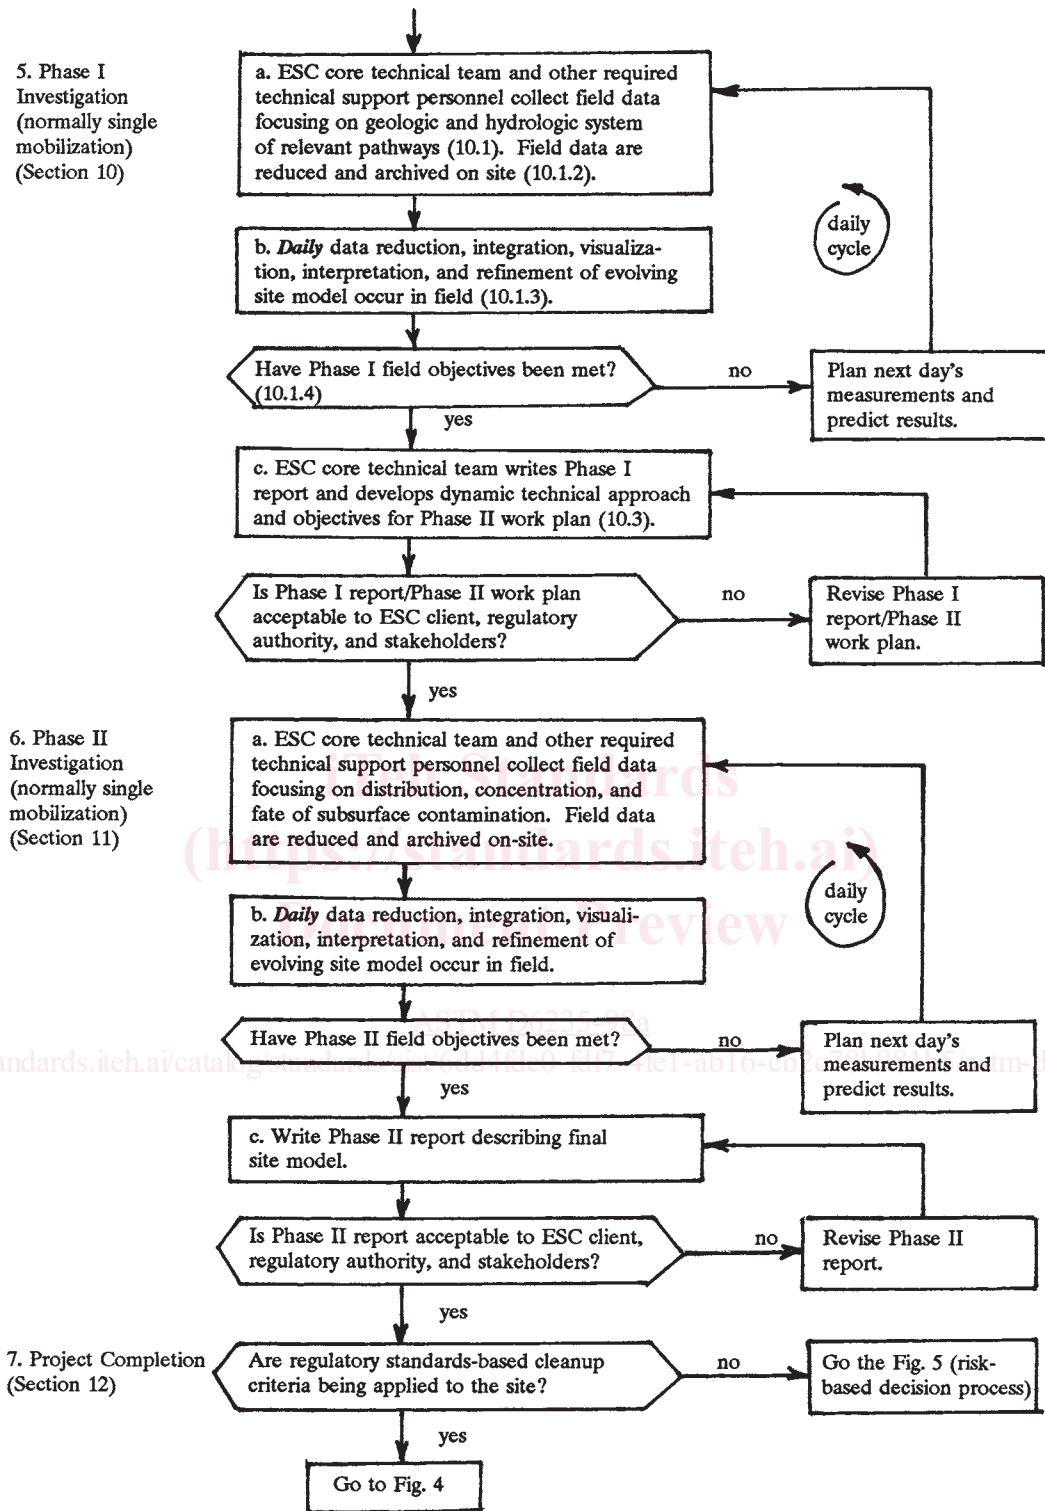 5. Phase I
Investigation
(normally single
mobilization)
(Section 10)
a. ESC core technical team and other required
technical support personnel collect field data
focusing on geologic and hydrologic system
of relevant pathways (10.1). Field data are
reduced and archived on site (10.1.2).
daily
cycle
b. Daily data reduction, integration, visualiza-
tion, interpretation, and refinement of evolving
site model occur in field (10.1.3).
Have Phase I field objectives been met?
(10.1.4)
no
Plan next day's
measurements and
predict results.
yes
c. ESC core technical team writes Phase I
report and develops dynamic technical approach
and objectives for Phase II work plan (10.3).
Is Phase I report/Phase II work plan
acceptable to ESC client, regulatory
authority, and stakeholders?
no
Revise Phase I
report/Phase II
work plan.
yes
6. Phase II
Investigation
(normally single
mobilization)
(Section 11)
a. ESC core technical team and other required
technical support personnel collect field data
focusing on distribution, concentration, and
fate of subsurface contamination. Field data
are reduced and archived on-site.
iTeh Standards
(https://standards.iteh.ai)
Document Preview
daily
cycle
b. Daily data reduction, integration, visuali-
zation, interpretation, and refinement of
evolving site model occur in field.
ASTM D6235-98a
Have Phase II field objectives been met?
no
Plan next day's
measurements and
predict results.
yes
c. Write Phase II report describing final
site model.
Is Phase II report acceptable to ESC client,
regulatory authority, and stakeholders?
no
Revise Phase II
report.
yes
7. Project Completion
(Section 12)
Are regulatory standards-based cleanup
criteria being applied to the site?
no
Go the Fig. 5 (risk-
based decision process)
yes
Go to Fig. 4